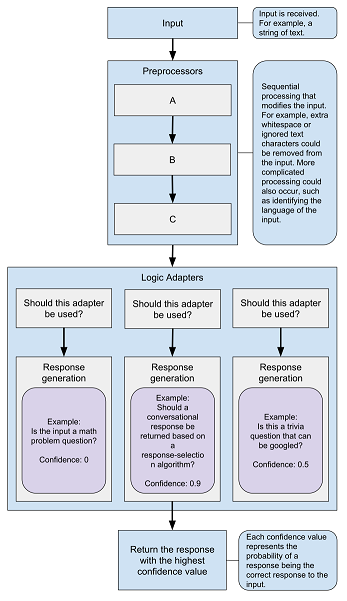 Input
Input is received.
For example, a
string of text.
Preprocessors
A
B
C
Sequential
processing that
modifies the input.
For example, extra
whitespace or
ignored text
characters could
be removed from
the input. More
complicated
processing could
also occur, such
as identifying the
language of the
input.
Logic Adapters
Should this adapter
be used?
Response
generation
Example:
Is the input a math
problem question?
Confidence: 0
Should this adapter
be used?
Response
generation
Example:
Should a
conversational
response be
returned based on
a
response-selectio
n algorithm?
Confidence: 0.9
Should this adapter
be used?
Response
generation
Example:
Is this a trivia
question that can
be googled?
Confidence: 0.5
Return the response
with the highest
confidence value
Each confidence value
represents the
probability of a
response being the
correct response to the
input.